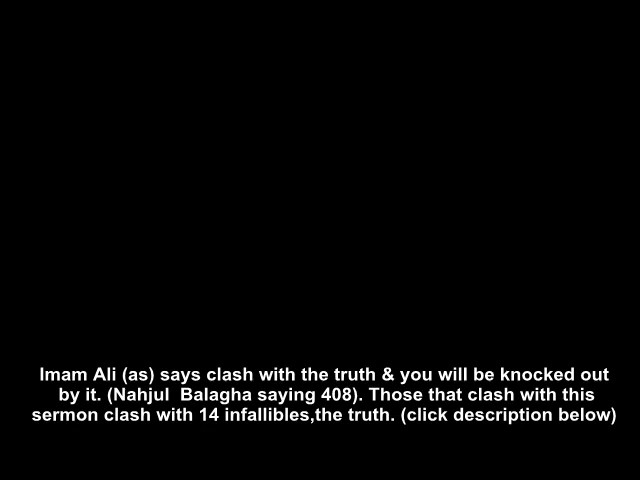 Imam Ali (as) says clash with the truth & you will be knocked out
by it. (Nahjul  Balagha saying 408). Those that clash with this
sermon clash with 14 infallibles,the truth. (click description below)